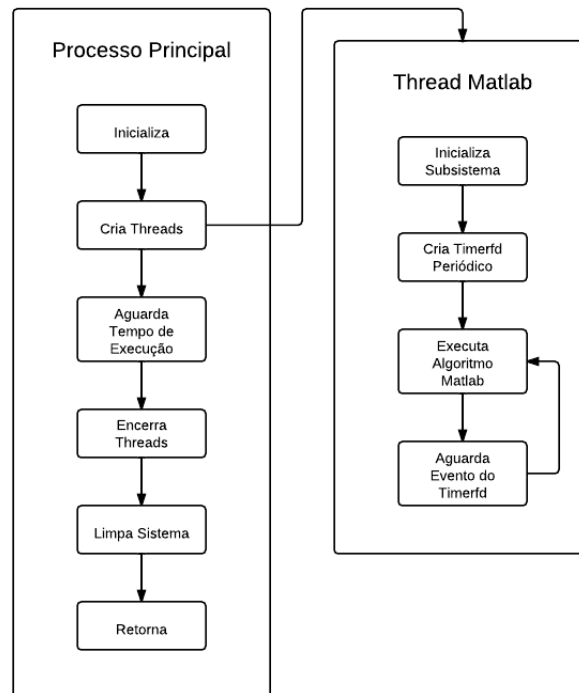 Processo Principal
Inicializa
Cria Threads
Aguarda
Tempo de
Execução
Encerra
Threads
Limpa Sistema
Retorna
Thread Matlab
Inicializa
Subsistema
Cria Timerfd
Periódico
Executa
Algoritmo
Matlab
Aguarda
Evento do
Timerfd